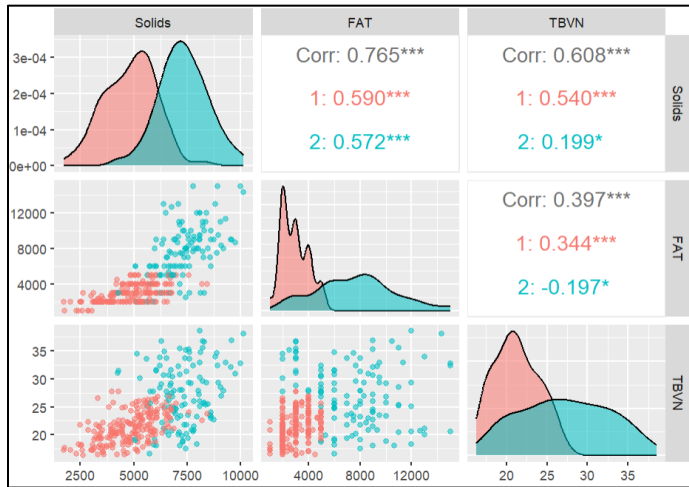 Solids FAT TBVN
3e-04
2e-04
1e-04
0e+00
Corr: 0.765***
1: 0.590***
2: 0.572***
Corr: 0.608***
1: 0.540***
2: 0.199*
Solids
12000
8000
4000
Corr: 0.397***
1: 0.344***
2: -0.197*
FAT
35
30
25
20
TBVN
2500 5000 7500 10000 4000 8000 12000 20 25 30 35